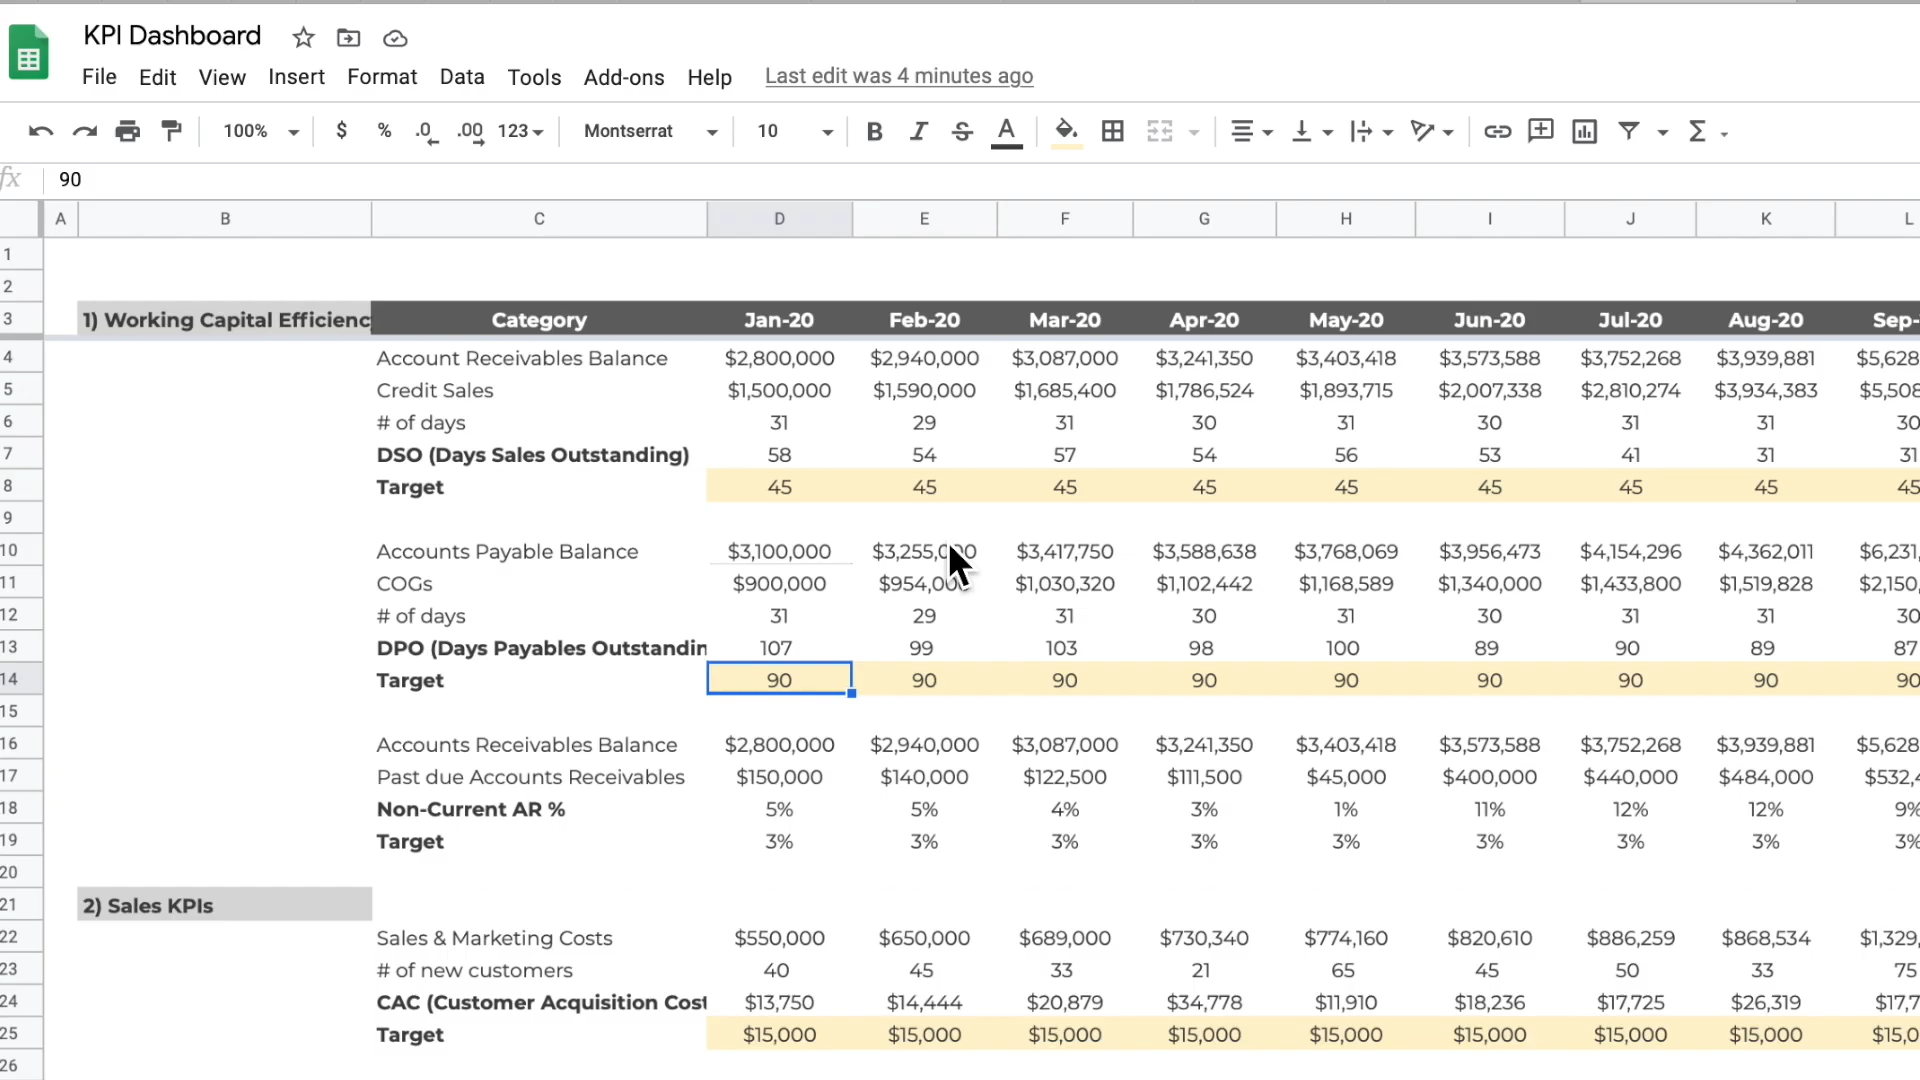 KPI Dashboard
File Edit View Insert Format Data Tools Add-ons Help Last edit was 4 minutes ago
100% $ % .0 .00 123 Montserrat 10 B I S A Σ
fx 90
A B C D E F G H I J K L
1
2
3 1) Working Capital Efficienc Category Jan-20 Feb-20 Mar-20 Apr-20 May-20 Jun-20 Jul-20 Aug-20 Sep-
4 Account Receivables Balance $2,800,000 $2,940,000 $3,087,000 $3,241,350 $3,403,418 $3,573,588 $3,752,268 $3,939,881 $5,628
5 Credit Sales $1,500,000 $1,590,000 $1,685,400 $1,786,524 $1,893,715 $2,007,338 $2,810,274 $3,934,383 $5,508
6 # of days 31 29 31 30 31 30 31 31 30
7 DSO (Days Sales Outstanding) 58 54 57 54 56 53 41 31 31
8 Target 45 45 45 45 45 45 45 45 45
9
10 Accounts Payable Balance $3,100,000 $3,255,000 $3,417,750 $3,588,638 $3,768,069 $3,956,473 $4,154,296 $4,362,011 $6,231,
11 COGs $900,000 $954,000 $1,030,320 $1,102,442 $1,168,589 $1,340,000 $1,433,800 $1,519,828 $2,150,
12 # of days 31 29 31 30 31 30 31 31 30
13 DPO (Days Payables Outstandin 107 99 103 98 100 89 90 89 87
14 Target 90 90 90 90 90 90 90 90 90
15
16 Accounts Receivables Balance $2,800,000 $2,940,000 $3,087,000 $3,241,350 $3,403,418 $3,573,588 $3,752,268 $3,939,881 $5,628
17 Past due Accounts Receivables $150,000 $140,000 $122,500 $111,500 $45,000 $400,000 $440,000 $484,000 $532,4
18 Non-Current AR % 5% 5% 4% 3% 1% 11% 12% 12% 9%
19 Target 3% 3% 3% 3% 3% 3% 3% 3% 3%
20
21 2) Sales KPIs
22 Sales & Marketing Costs $550,000 $650,000 $689,000 $730,340 $774,160 $820,610 $886,259 $868,534 $1,329,
23 # of new customers 40 45 33 21 65 45 50 33 75
24 CAC (Customer Acquisition Cost $13,750 $14,444 $20,879 $34,778 $11,910 $18,236 $17,725 $26,319 $17,7
25 Target $15,000 $15,000 $15,000 $15,000 $15,000 $15,000 $15,000 $15,000 $15,0
26